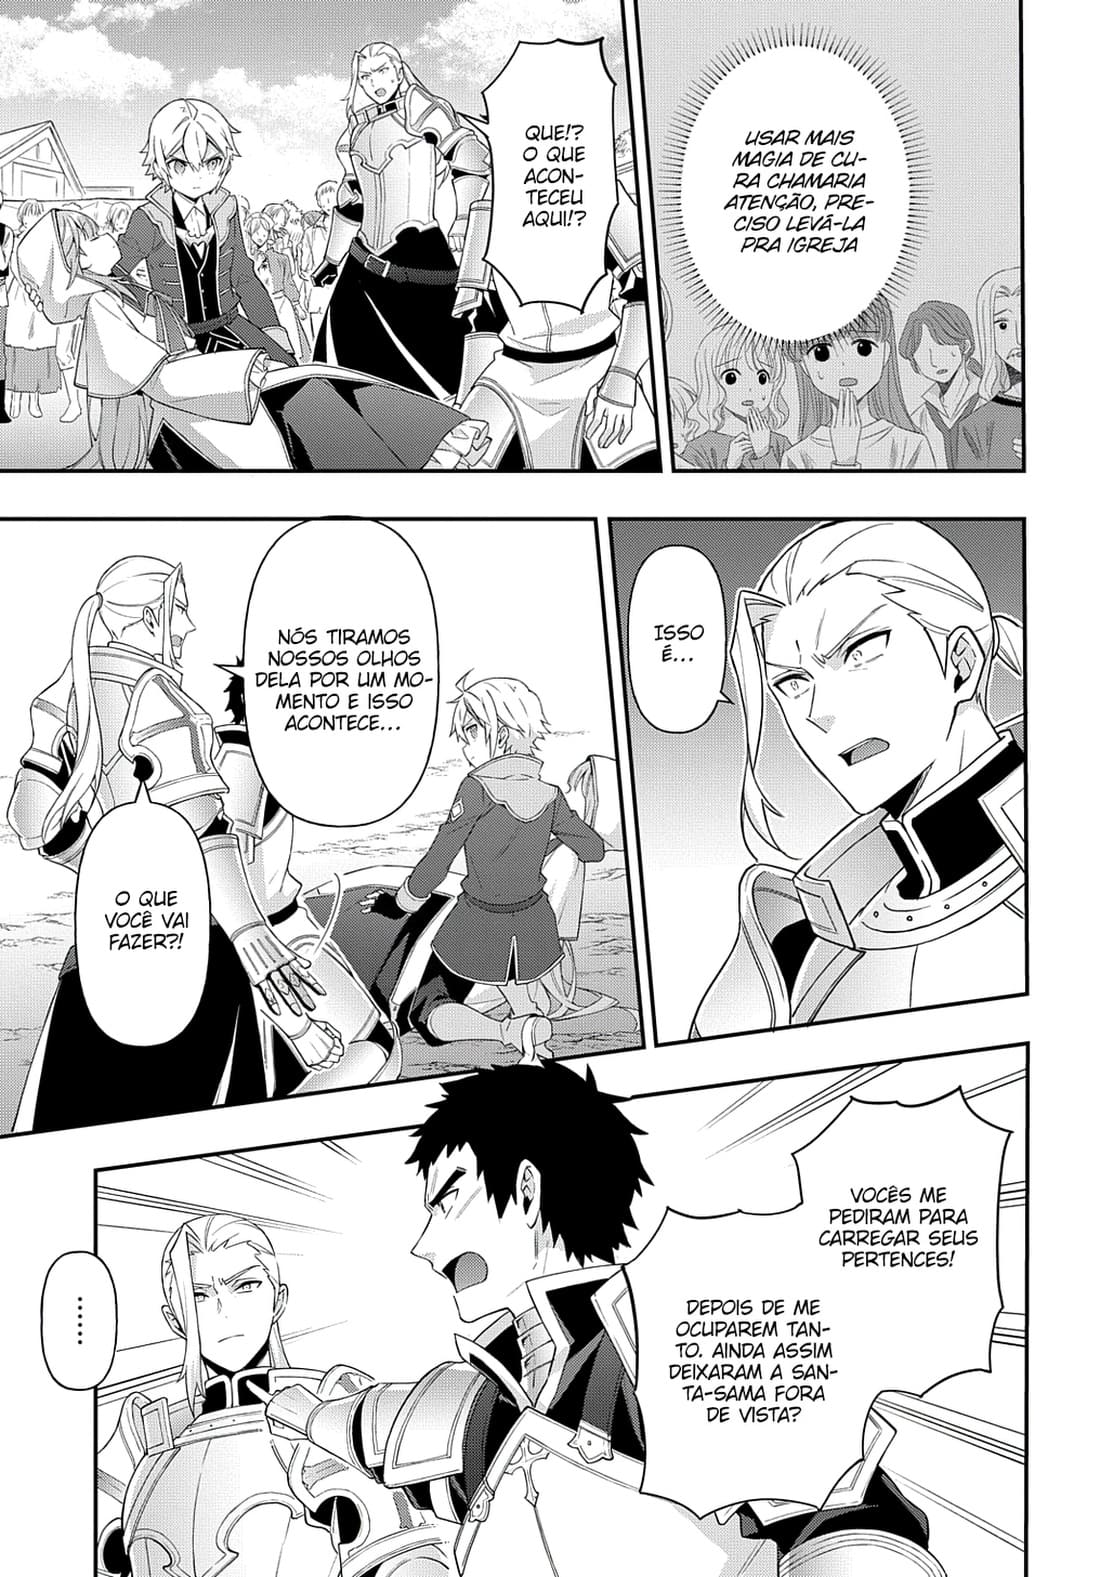 USAR MAIS
MAGIA DE CU-
RA CHAMARIA
ATENÇÃO, PRE-
CISO LEVÁ-LA
PRA IGREJA
QUE!?
O QUE
ACON-
TECEU
AQUI!?
ISSO
É...
NÓS TIRAMOS
NOSSOS OLHOS
DELA POR UM MO-
MENTO E ISSO
ACONTECE...
O QUE
VOCÊ VAI
FAZER?!
VOCÊS ME
PEDIRAM PARA
CARREGAR SEUS
PERTENCES!
DEPOIS DE ME
OCUPAREM TAN-
TO. AINDA ASSIM
DEIXARAM A SAN-
TA-SAMA FORA
DE VISTA?
......